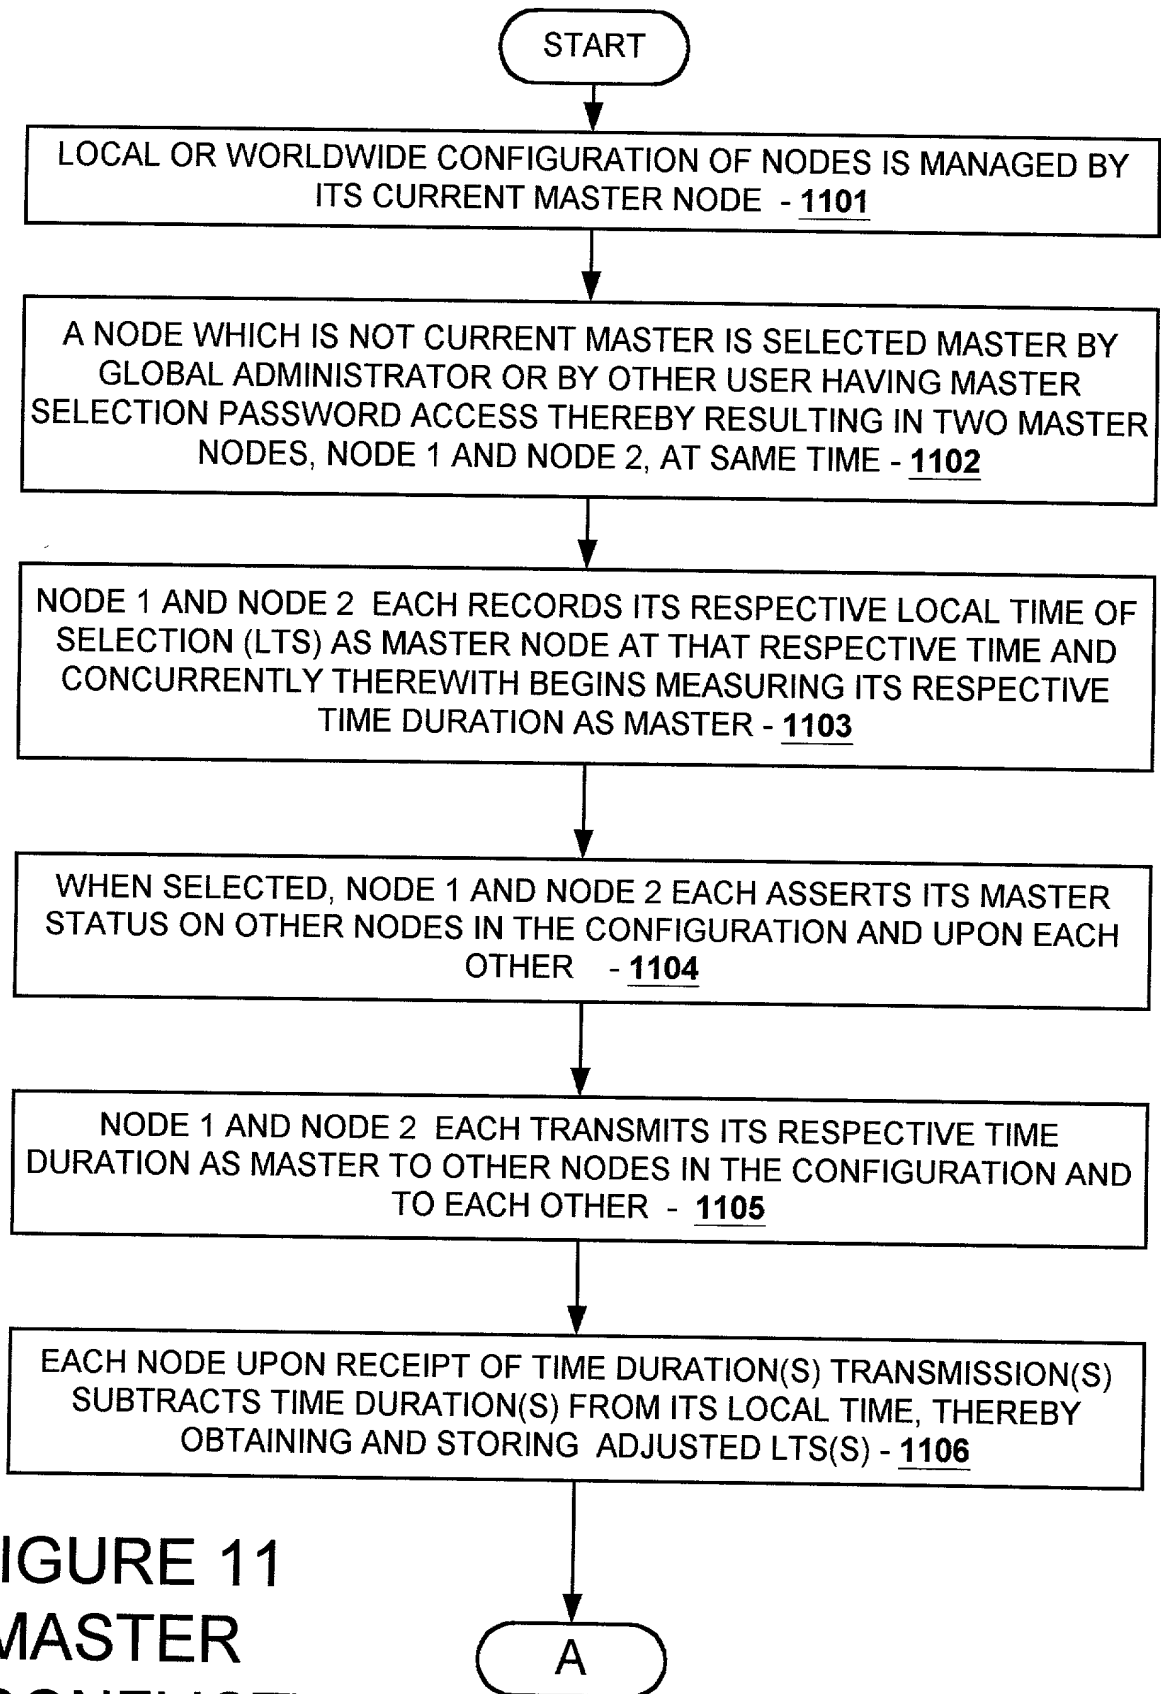 START
LOCAL OR WORLDWIDE CONFIGURATION OF NODES IS MANAGED BY
ITS CURRENT MASTER NODE - 1101
A NODE WHICH IS NOT CURRENT MASTER IS SELECTED MASTER BY
GLOBAL ADMINISTRATOR OR BY OTHER USER HAVING MASTER
SELECTION PASSWORD ACCESS THEREBY RESULTING IN TWO MASTER
NODES, NODE 1 AND NODE 2, AT SAME TIME - 1102
NODE 1 AND NODE 2 EACH RECORDS ITS RESPECTIVE LOCAL TIME OF
SELECTION (LTS) AS MASTER NODE AT THAT RESPECTIVE TIME AND
CONCURRENTLY THEREWITH BEGINS MEASURING ITS RESPECTIVE
TIME DURATION AS MASTER - 1103
WHEN SELECTED, NODE 1 AND NODE 2 EACH ASSERTS ITS MASTER
STATUS ON OTHER NODES IN THE CONFIGURATION AND UPON EACH
OTHER - 1104
NODE 1 AND NODE 2 EACH TRANSMITS ITS RESPECTIVE TIME
DURATION AS MASTER TO OTHER NODES IN THE CONFIGURATION AND
TO EACH OTHER - 1105
EACH NODE UPON RECEIPT OF TIME DURATION(S) TRANSMISSION(S)
SUBTRACTS TIME DURATION(S) FROM ITS LOCAL TIME, THEREBY
OBTAINING AND STORING ADJUSTED LTS(S) - 1106
IGURE 11
MASTER
A